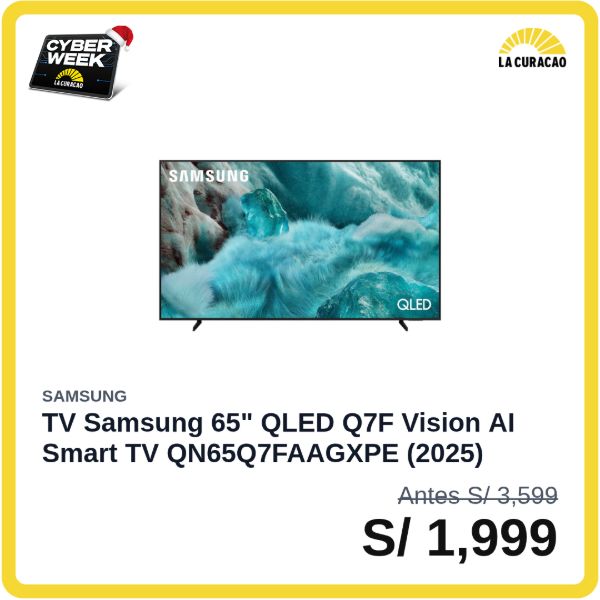 CYBER
WEEK
LA CURACAO
LA CURACAO
SAMSUNG
QLED
SAMSUNG
TV Samsung 65" QLED Q7F Vision AI
Smart TV QN65Q7FAAGXPE (2025)
Antes S/ 3,599
S/ 1,999